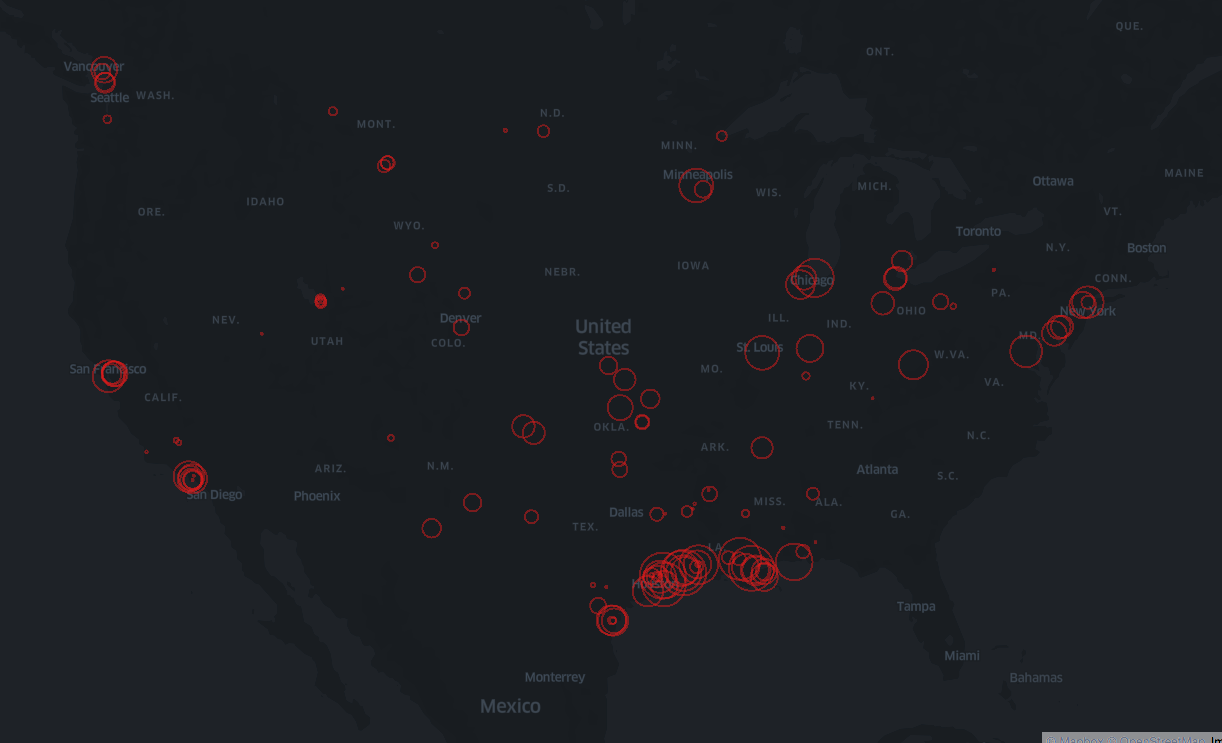 QUE.
ONT.
Vancouver
Seattle
WASH.
MONT.
N.D.
MINN.
Minneapolis
WIS.
MICH.
Ottawa
MAINE
S.D.
IDAHO
ORE.
WYO.
VT.
Toronto
N.Y.
Boston
IOWA
NEBR.
Chicago
CONN.
PA.
New York
OHIO
ILL.
IND.
NEV.
Denver
United
States
UTAH
COLO.
MD.
St. Louis
W.VA.
San Francisco
MO.
KY.
VA.
CALIF.
OKLA.
TENN.
N.C.
ARK.
ARIZ.
N.M.
Atlanta
S.C.
San Diego
Phoenix
MISS.
ALA.
Dallas
GA.
TEX.
LA.
Houston
Tampa
Miami
Monterrey
Bahamas
Mexico
© Mapbox © OpenStreetMap Im